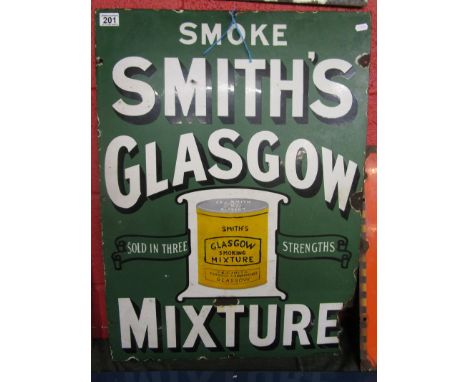 201
SMOKE
SMITH'S
GLASGOW
SMITH'S
GLASGOW
SMOKING
MIXTURE
GLASGOW
SOLD IN THREE STRENGTHS
MIXTURE